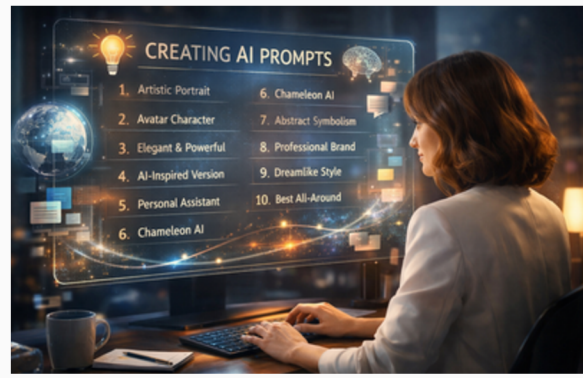 CREATING AI PROMPTS
1. Artistic Portrait
2. Avatar Character
3. Elegant & Powerful
4. AI-Inspired Version
5. Personal Assistant
6. Chameleon AI
6. Chameleon AI
7. Abstract Symbolism
8. Professional Brand
9. Dreamlike Style
10. Best All-Around